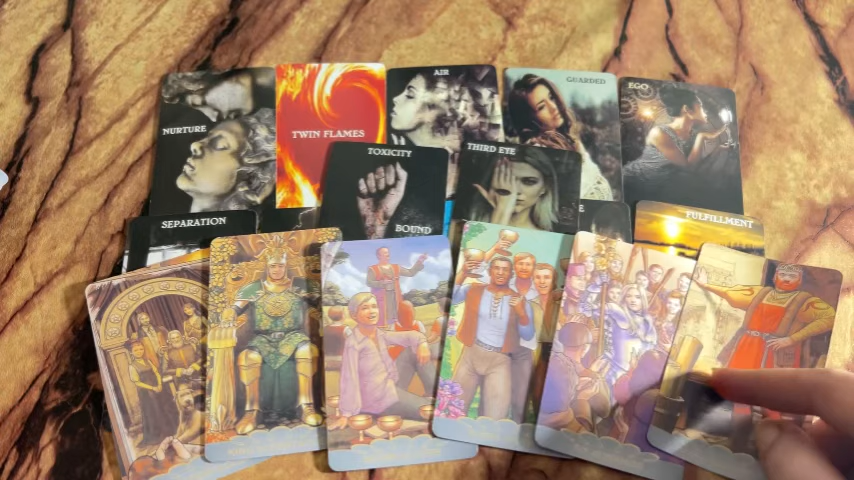 AIR
NURTURE
TWIN FLAMES
GUARDED
EGO
TOXICITY
BOUND
THIRD EYE
SEPARATION
FULFILLMENT